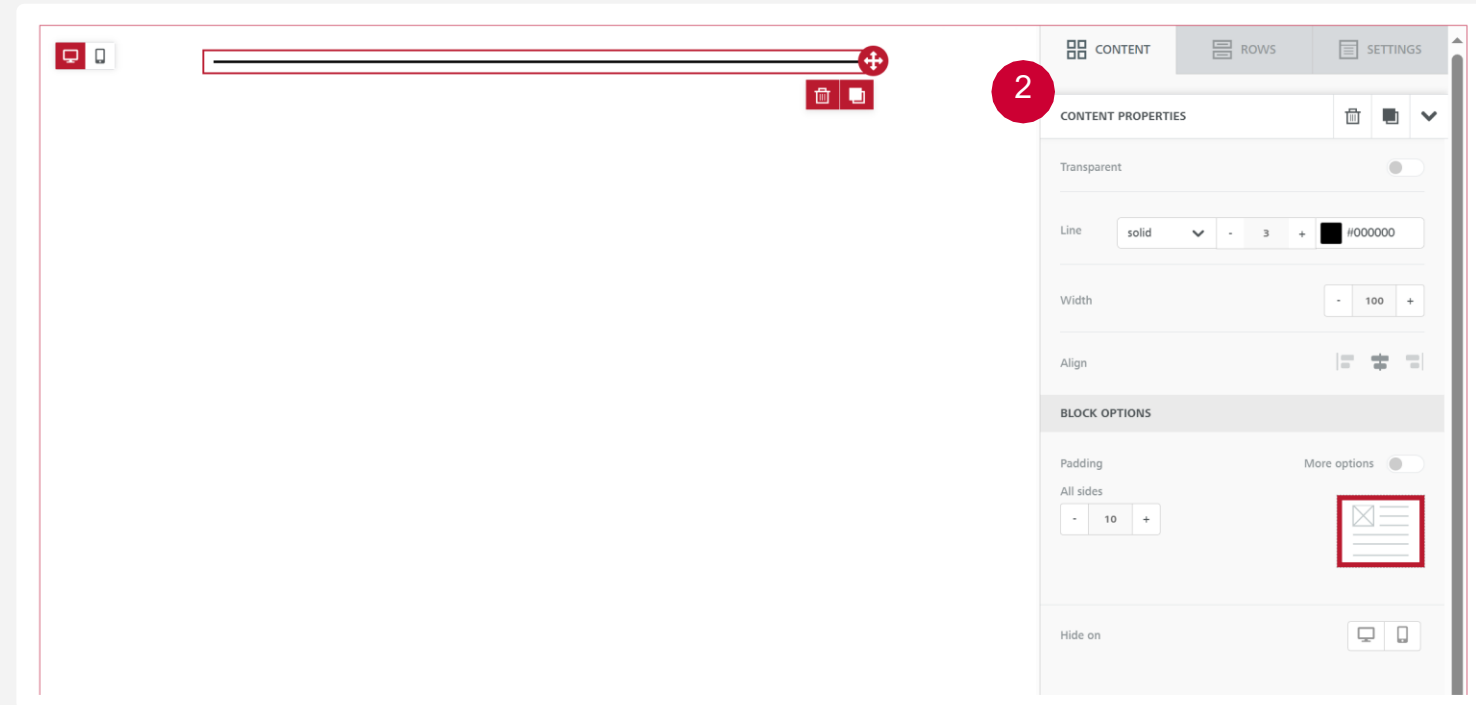 CONTENT ROWS SETTINGS
2
CONTENT PROPERTIES
Transparent
Line solid - 3 + #000000
Width - 100 +
Align
BLOCK OPTIONS
Padding More options
All sides
- 10 +
Hide on